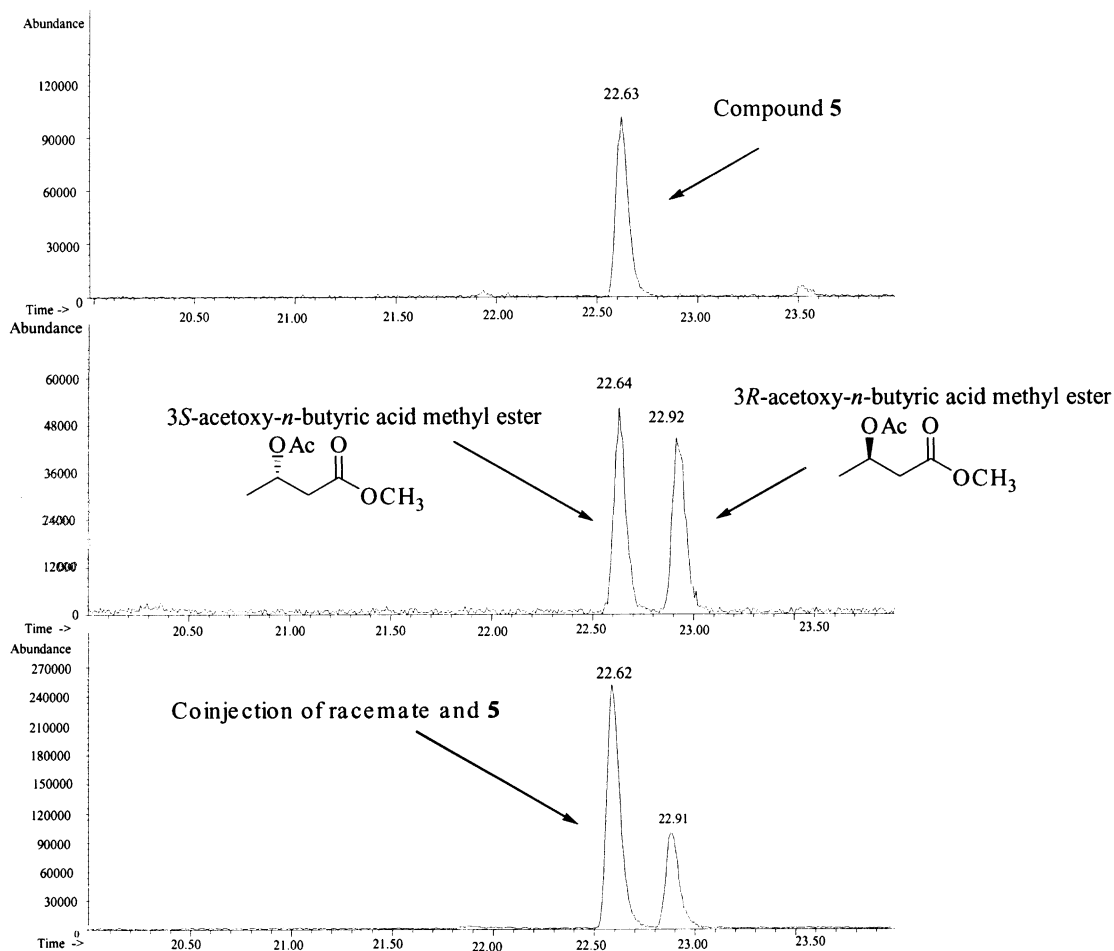 Abundance
120000
90000
60000
30000
0
22.63
Compound 5
Time ->
20.50 21.00 21.50 22.00 22.50 23.00 23.50
Abundance
60000
48000
36000
24000
0
22.64
22.92
3S-acetoxy-n-butyric acid methyl ester
OAc O
OCH3
3R-acetoxy-n-butyric acid methyl ester
OAc O
OCH3
Time ->
20.50 21.00 21.50 22.00 22.50 23.00 23.50
Abundance
270000
240000
210000
180000
150000
120000
90000
60000
30000
0
22.62
22.91
Coinjection of racemate and 5
Time ->
20.50 21.00 21.50 22.00 22.50 23.00 23.50